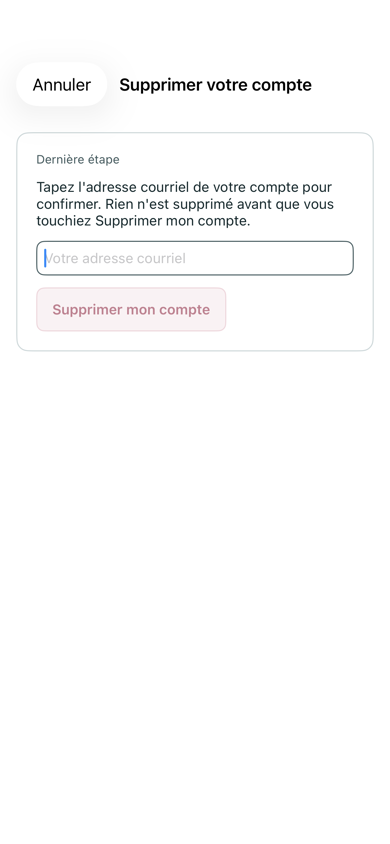 Annuler
Supprimer votre compte
Dernière étape
Tapez l'adresse courriel de votre compte pour
confirmer. Rien n'est supprimé avant que vous
touchiez Supprimer mon compte.
Votre adresse courriel
Supprimer mon compte